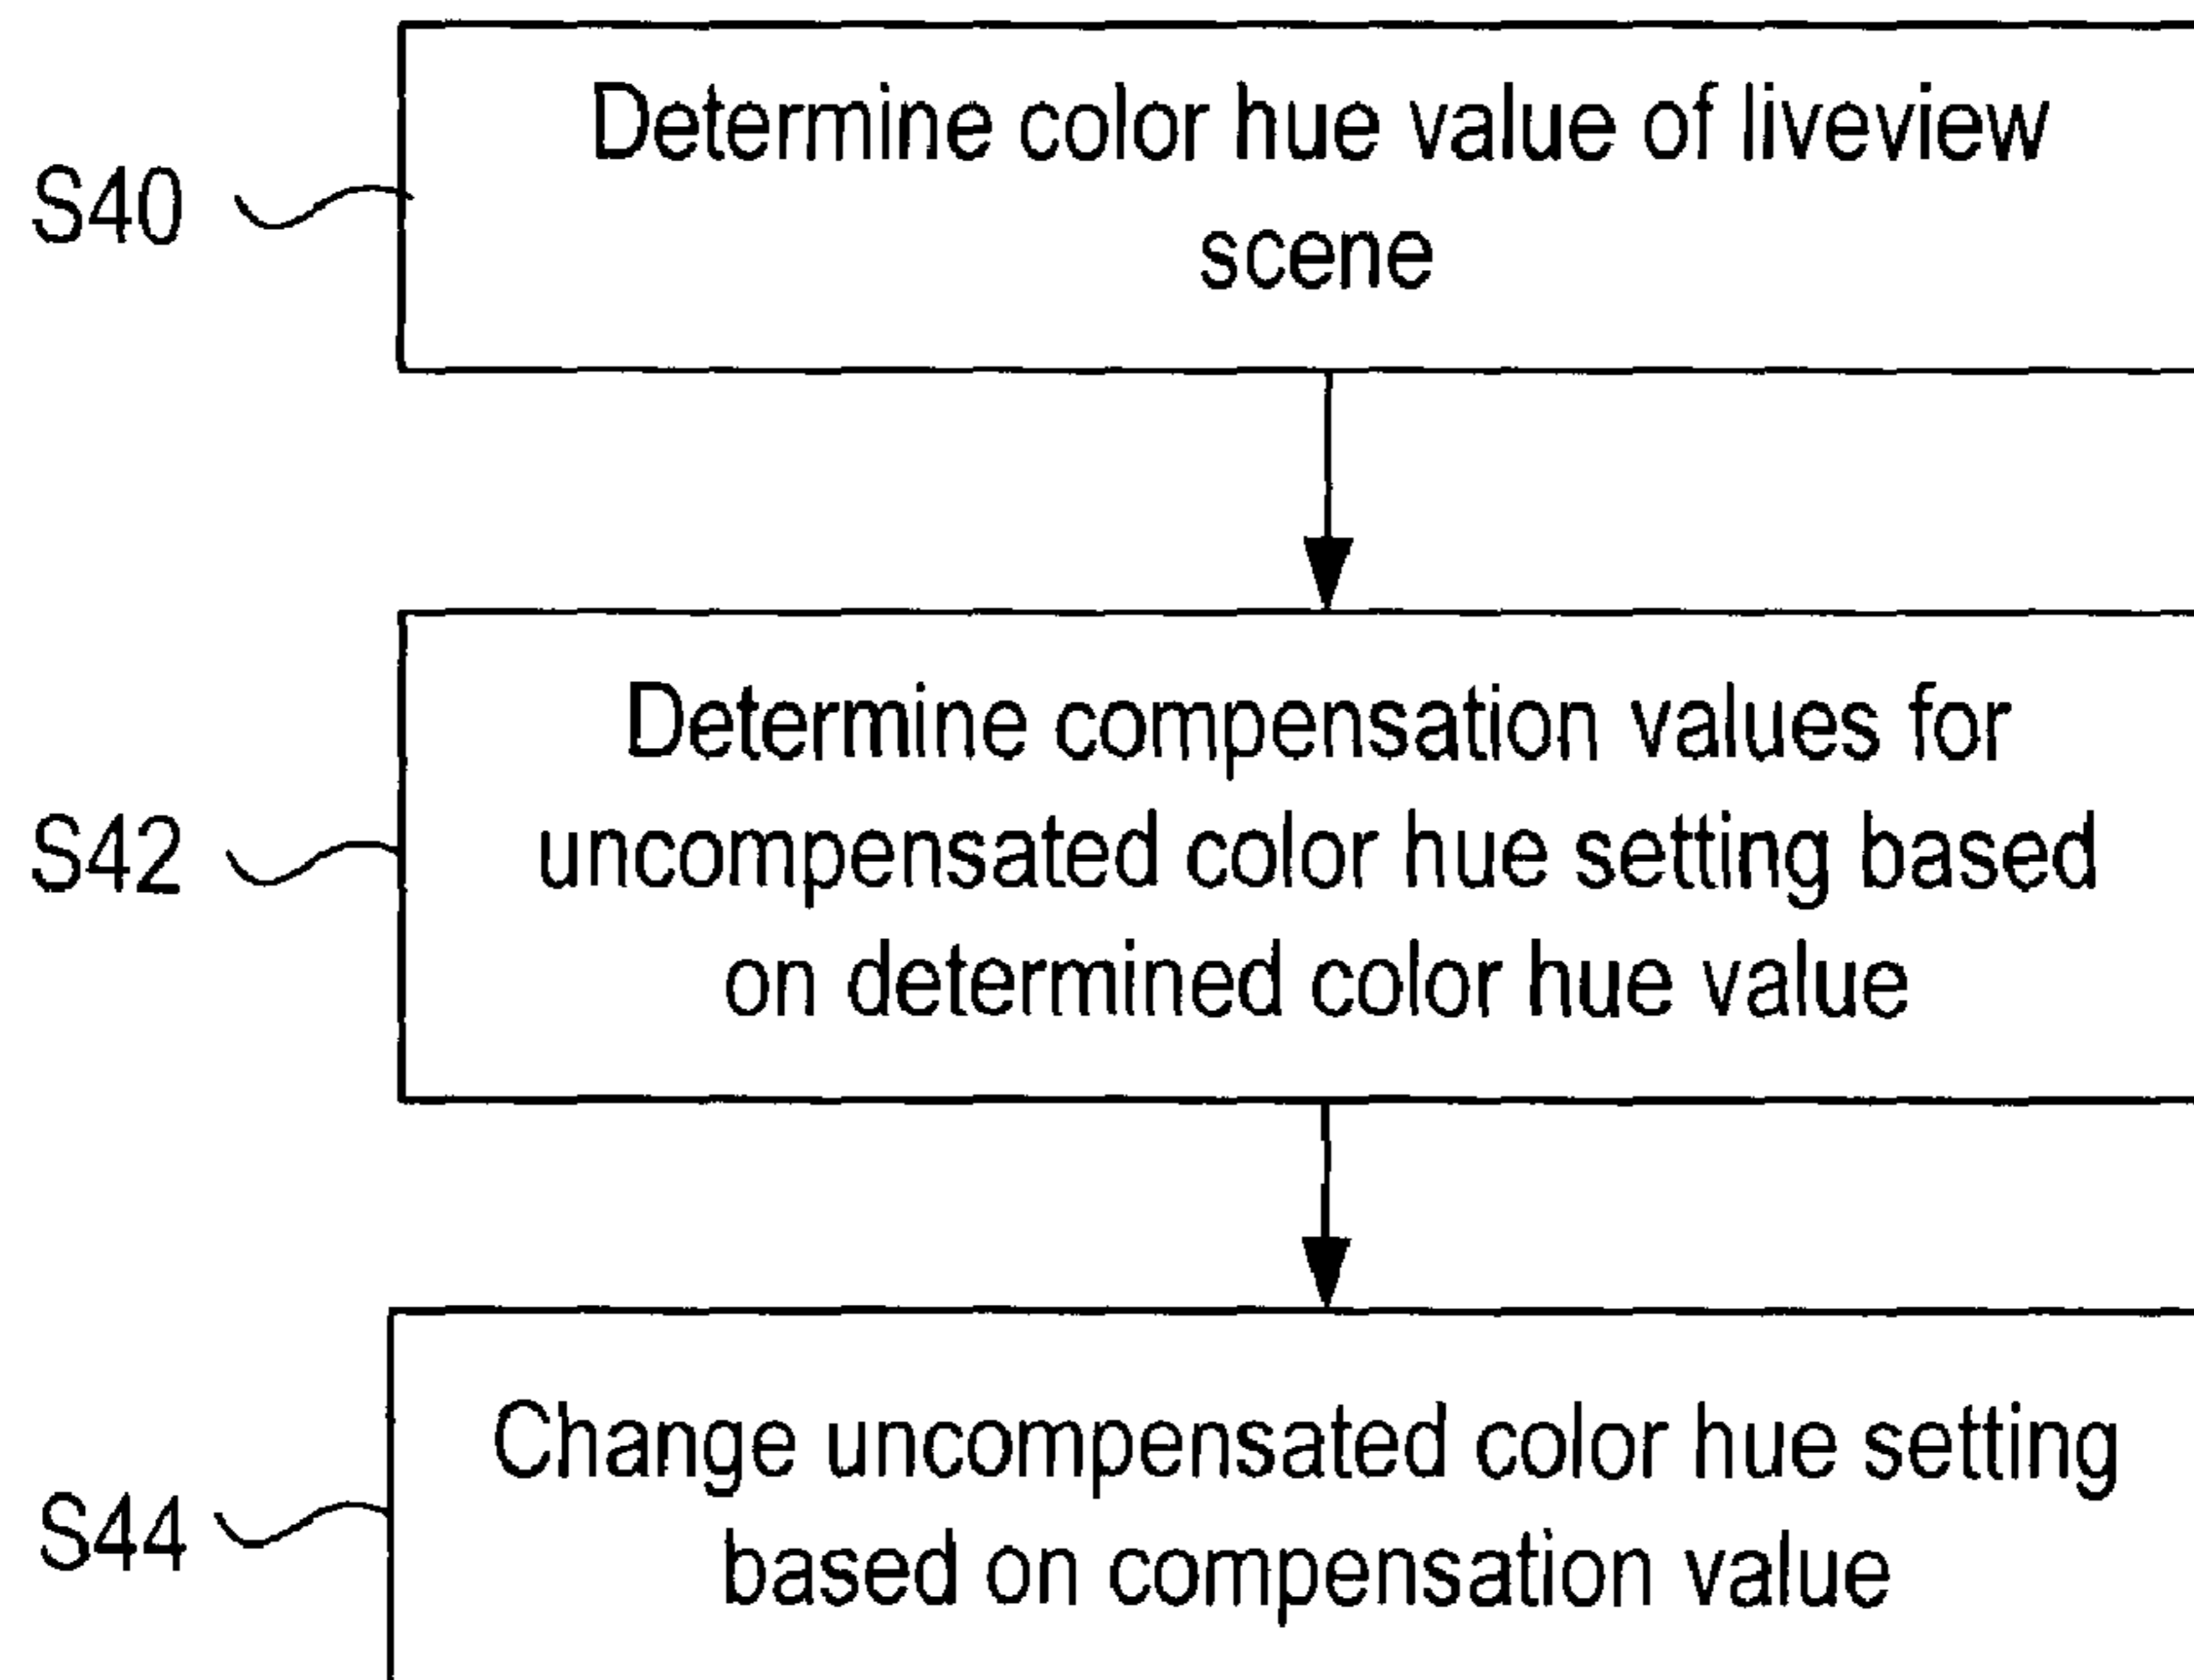 Determine color hue value of liveview
scene
S40
Determine compensation values for
uncompensated color hue setting based
on determined color hue value
S42
Change uncompensated color hue setting
based on compensation value
S44